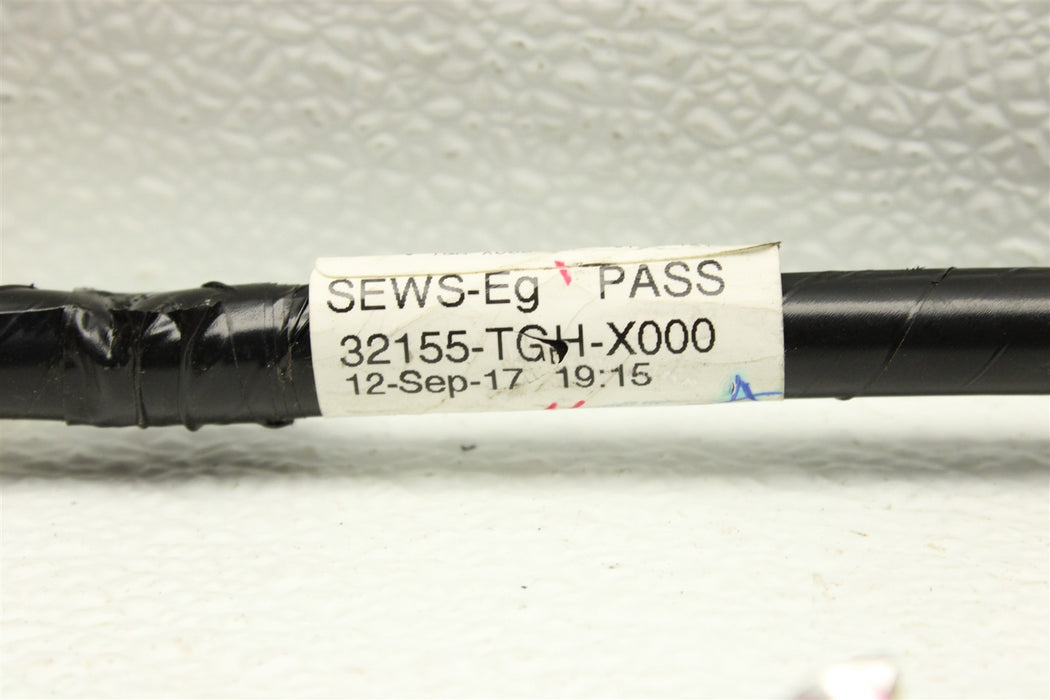 SEWS-Eg PASS
32155-TGH-X000
12-Sep-17 19:15